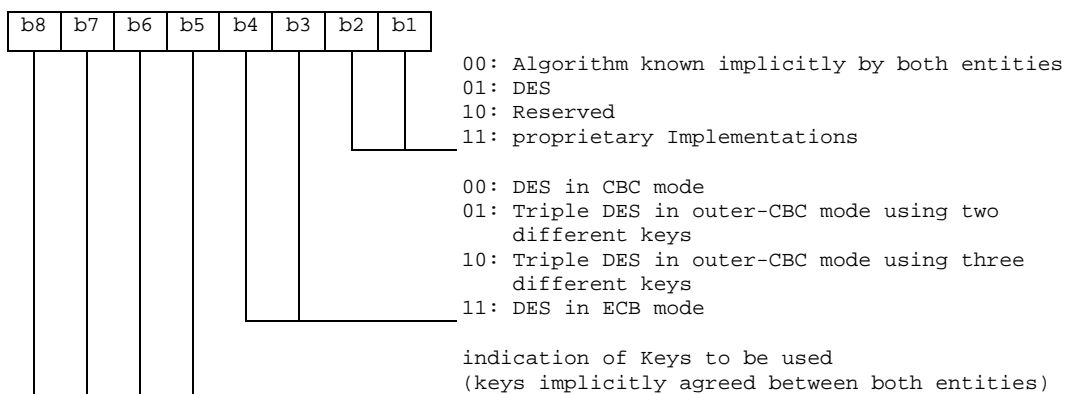 b8 b7 b6 b5 b4 b3 b2 b1
00: Algorithm known implicitly by both entities
01: DES
10: Reserved
11: proprietary Implementations
00: DES in CBC mode
01: Triple DES in outer-CBC mode using two
different keys
10: Triple DES in outer-CBC mode using three
different keys
11: DES in ECB mode
indication of Keys to be used
(keys implicitly agreed between both entities)